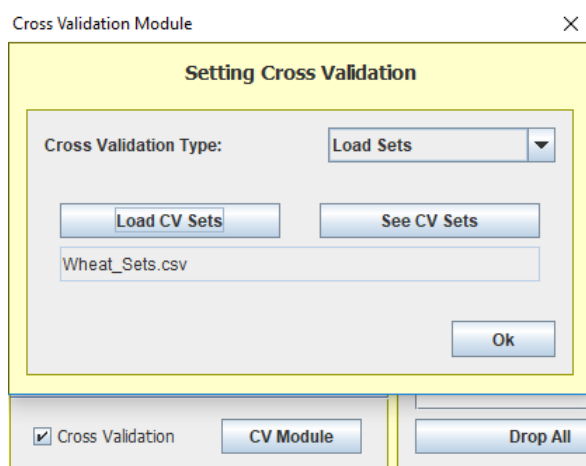 Cross Validation Module
Setting Cross Validation
Cross Validation Type: Load Sets
Load CV Sets See CV Sets
Wheat_Sets.csv
Ok
Cross Validation CV Module Drop All